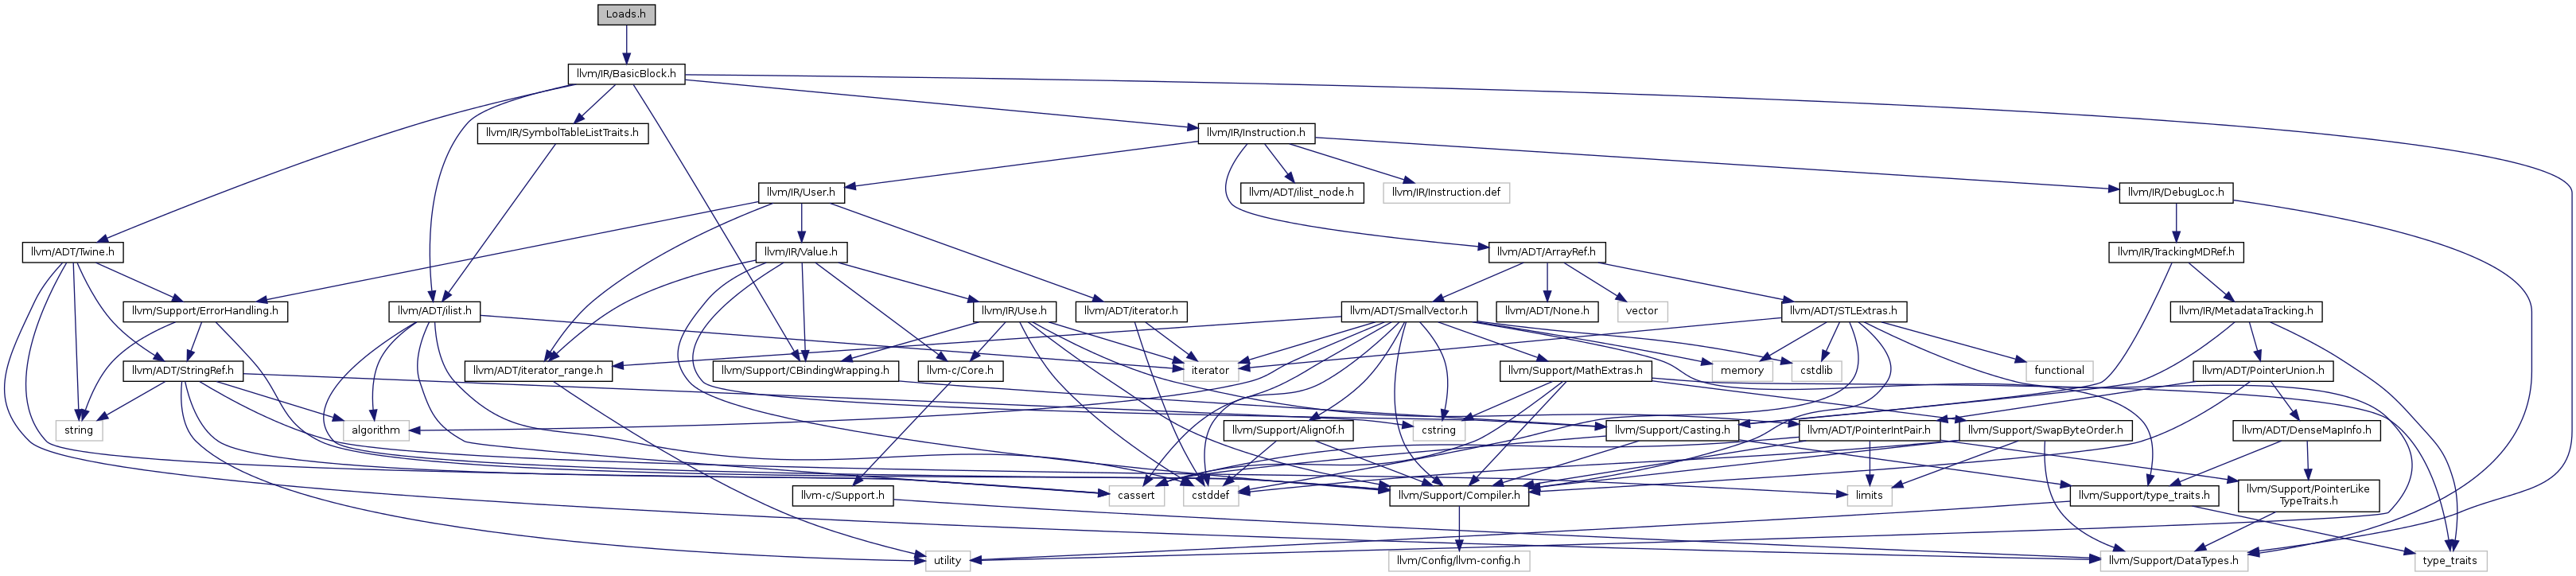 Loads.h
llvm/IR/BasicBlock.h
llvm/IR/SymbolTableListTraits.h
llvm/IR/Instruction.h
llvm/IR/User.h
llvm/ADT/ilist_node.h
llvm/IR/Instruction.def
llvm/IR/DebugLoc.h
llvm/ADT/Twine.h
llvm/IR/Value.h
llvm/ADT/ArrayRef.h
llvm/IR/TrackingMDRef.h
llvm/Support/ErrorHandling.h
llvm/ADT/ilist.h
llvm/IR/Use.h
llvm/ADT/iterator.h
llvm/ADT/SmallVector.h
llvm/ADT/None.h
vector
llvm/ADT/STLExtras.h
llvm/IR/MetadataTracking.h
llvm/ADT/StringRef.h
llvm/ADT/iterator_range.h
llvm/Support/CBindingWrapping.h
llvm-c/Core.h
iterator
llvm/Support/MathExtras.h
memory
cstdlib
functional
llvm/ADT/PointerUnion.h
string
algorithm
cstring
llvm/Support/AlignOf.h
llvm/Support/Casting.h
llvm/ADT/PointerIntPair.h
llvm/Support/SwapByteOrder.h
llvm/ADT/DenseMapInfo.h
llvm-c/Support.h
cassert
cstddef
llvm/Support/Compiler.h
limits
llvm/Support/type_traits.h
llvm/Support/PointerLike
TypeTraits.h
utility
llvm/Config/llvm-config.h
llvm/Support/DataTypes.h
type_traits